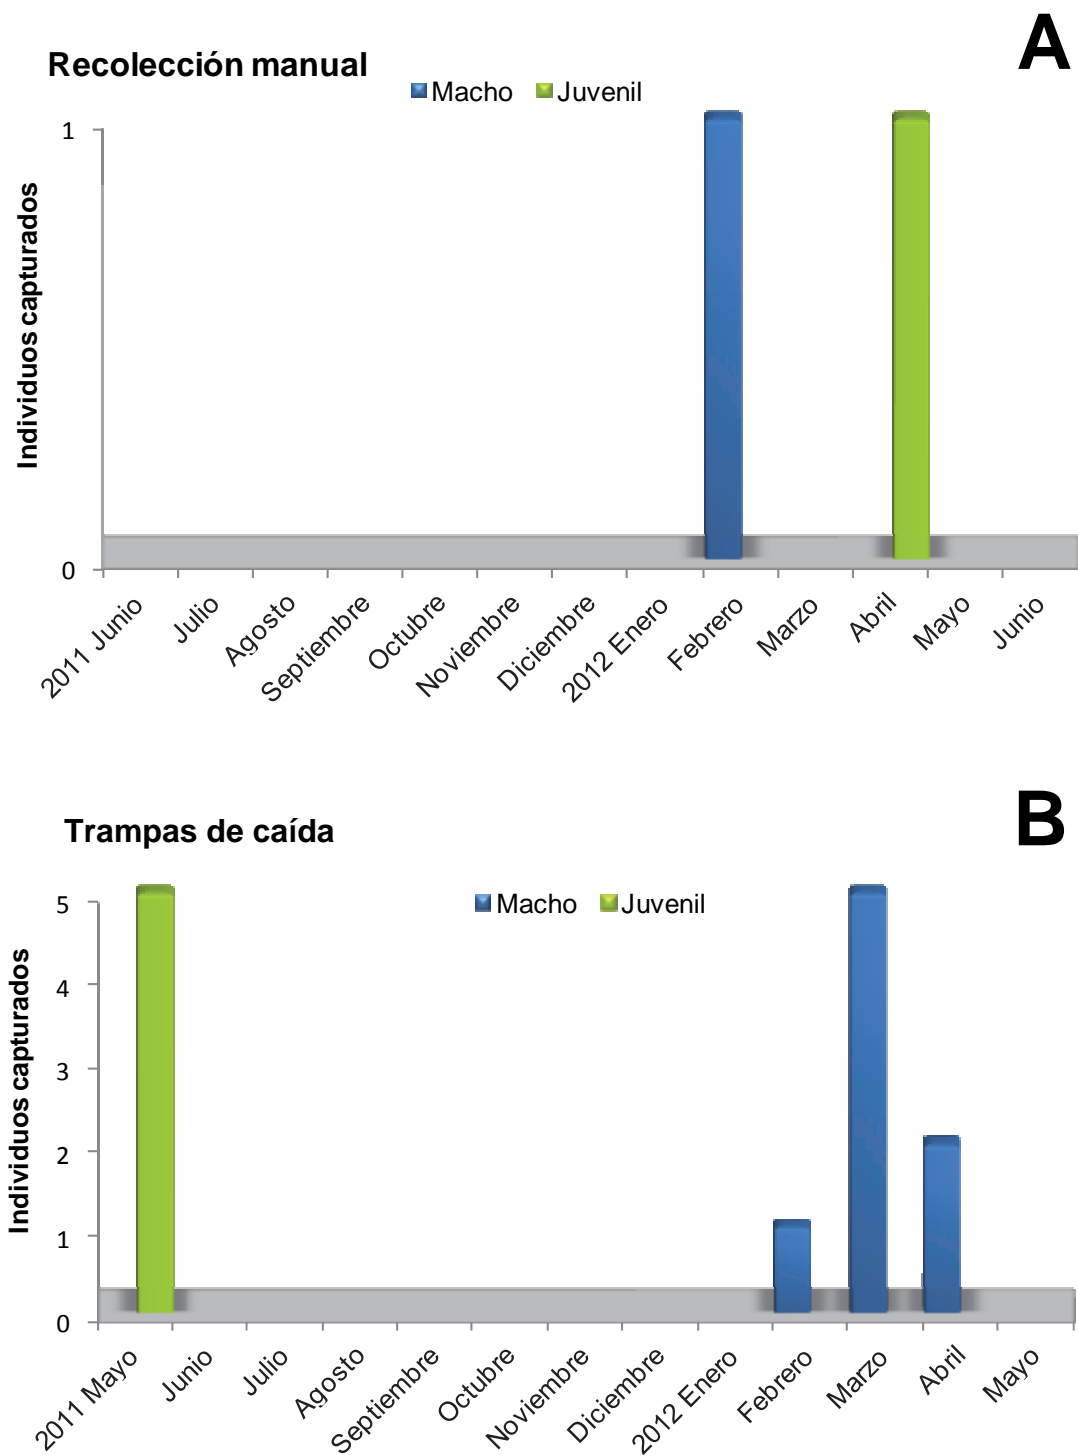 A
Recolección manual
Macho Juvenil
Individuos capturados
1
0
2011 Junio
Julio
Agosto
Septiembre
Octubre
Noviembre
Diciembre
2012 Enero
Febrero
Marzo
Abril
Mayo
Junio
B
Trampas de caída
Macho Juvenil
Individuos capturados
5
4
3
2
1
0
2011 Mayo
Junio
Julio
Agosto
Septiembre
Octubre
Noviembre
Diciembre
2012 Enero
Febrero
Marzo
Abril
Mayo